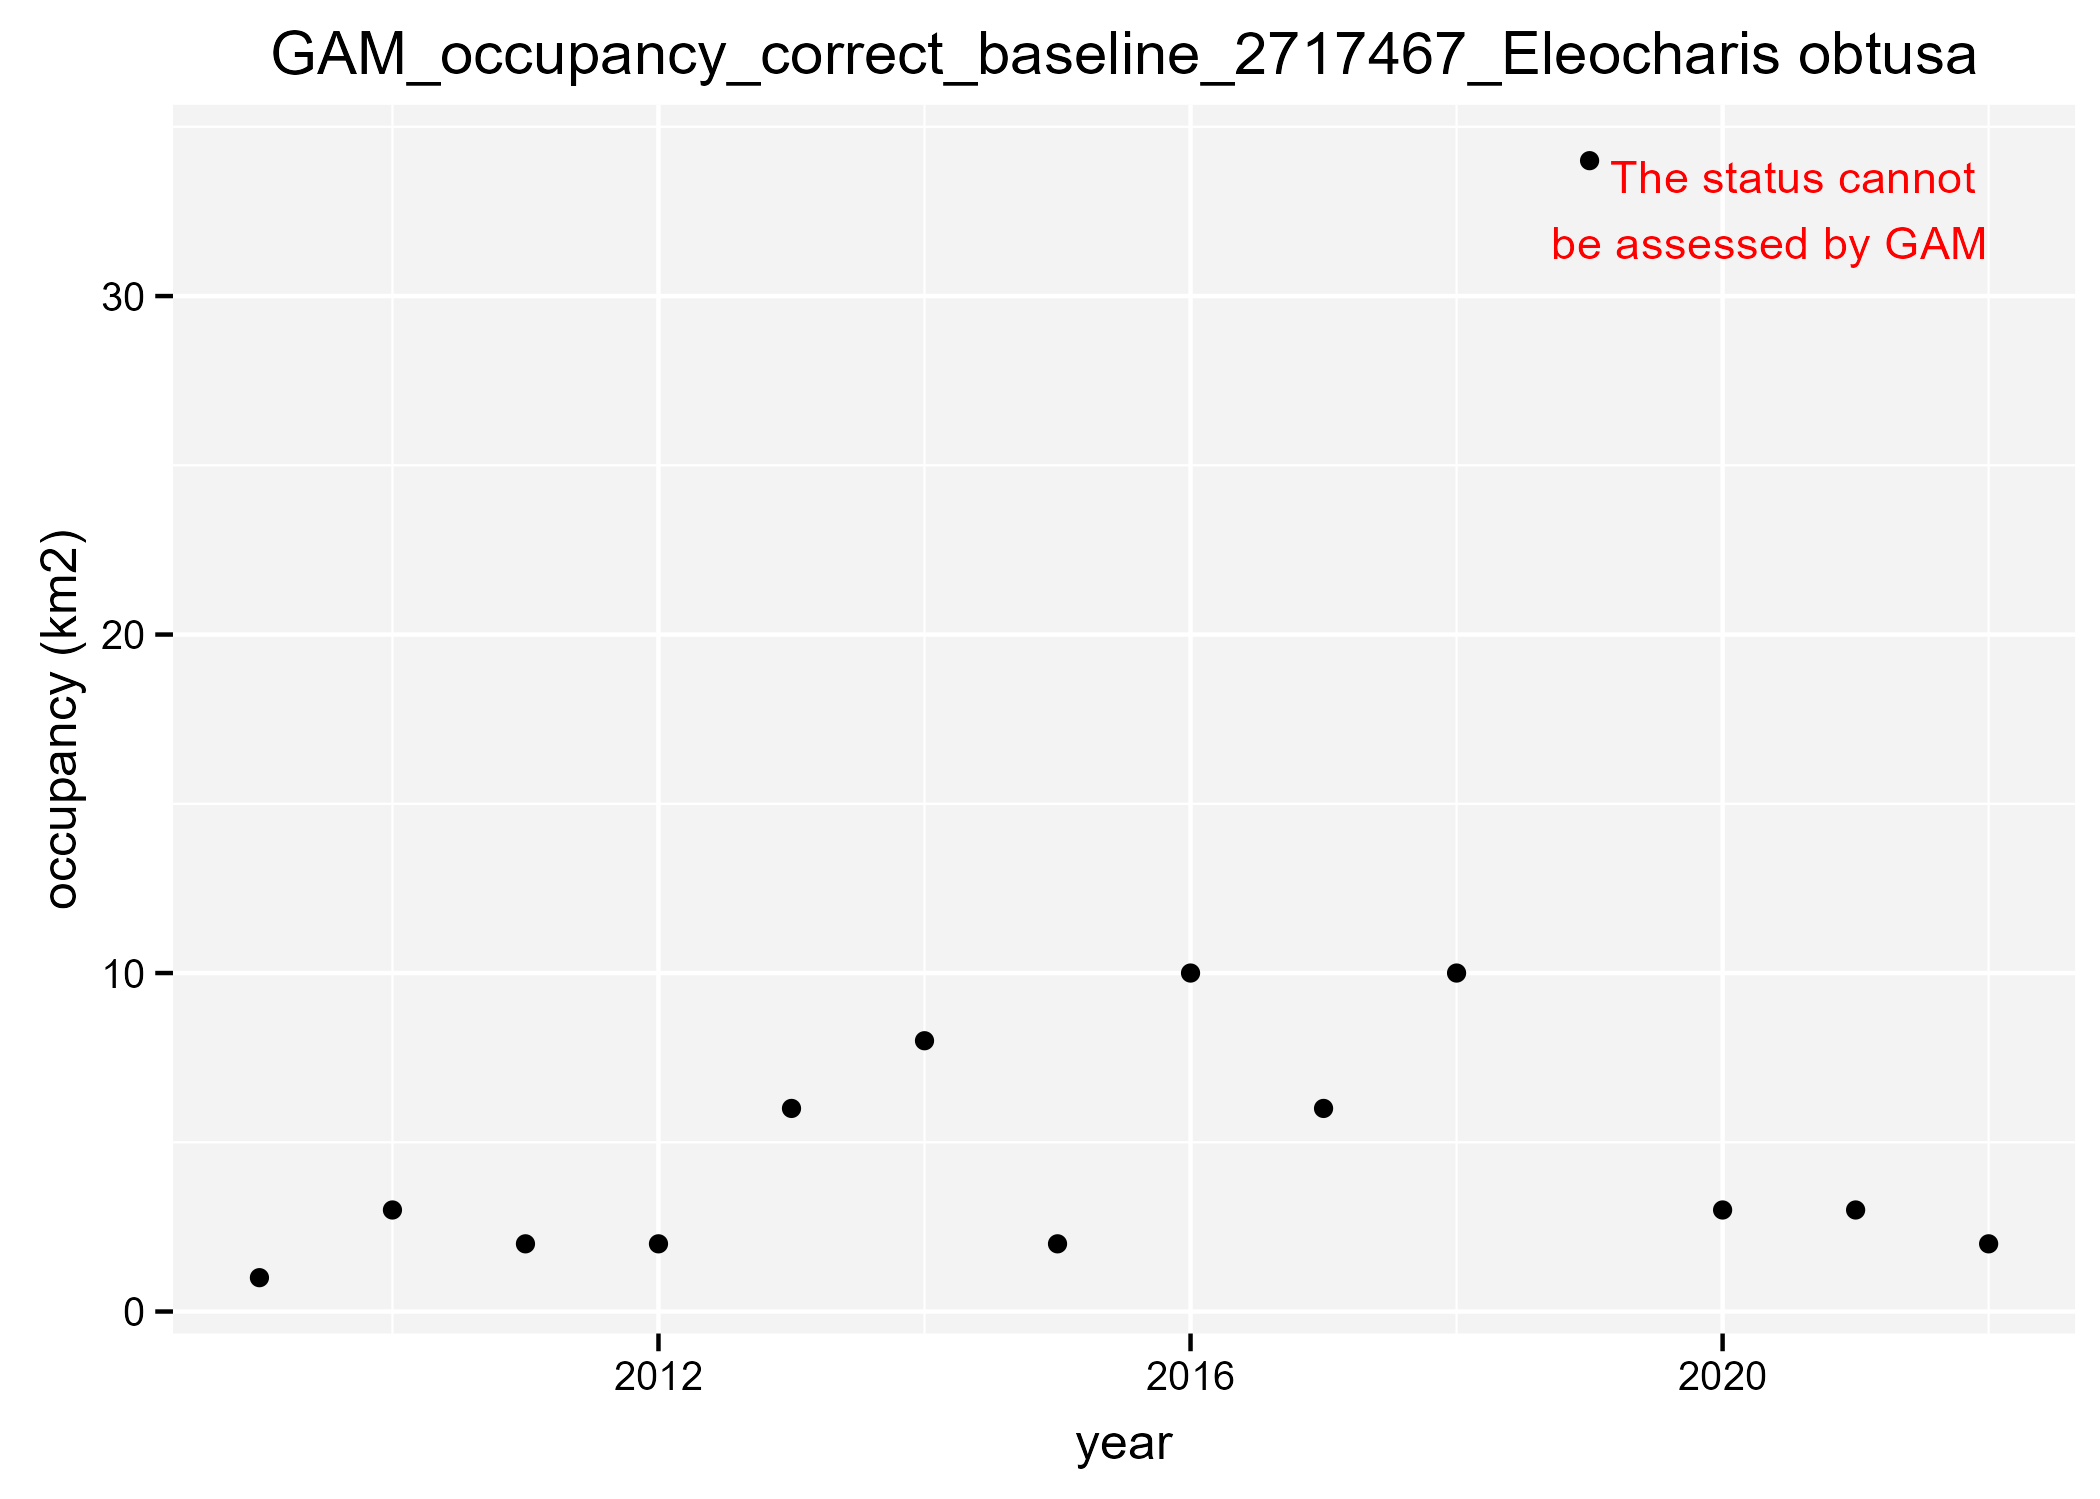 GAM_occupancy_correct_baseline_2717467_Eleocharis obtusa
The status cannot
be assessed by GAM
30
20
10
0
occupancy (km2)
2012
2016
2020
year